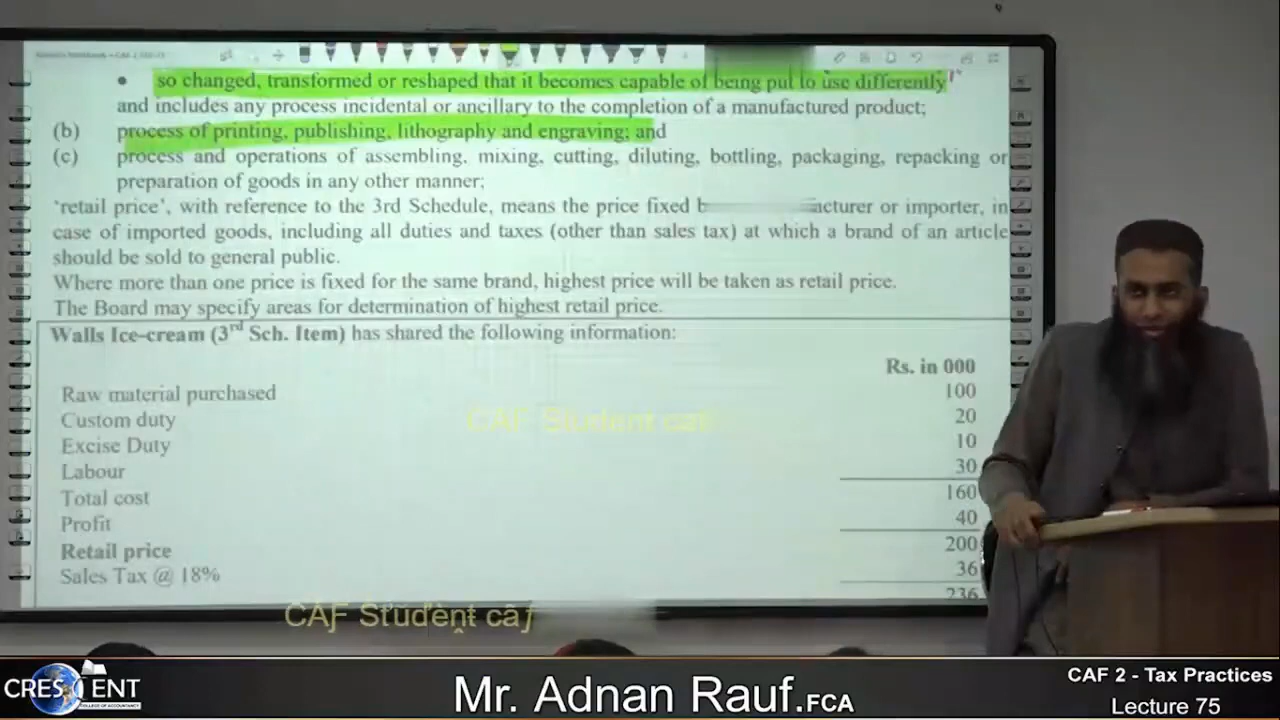 • so changed, transformed or reshaped that it becomes capable of being put to use differently
and includes any process incidental or ancillary to the completion of a manufactured product;
(b) process of printing, publishing, lithography and engraving; and
(c) process and operations of assembling, mixing, cutting, diluting, bottling, packaging, repacking or
preparation of goods in any other manner;
'retail price', with reference to the 3rd Schedule, means the price fixed b acturer or importer, in
case of imported goods, including all duties and taxes (other than sales tax) at which a brand of an article
should be sold to general public.
Where more than one price is fixed for the same brand, highest price will be taken as retail price.
The Board may specify areas for determination of highest retail price.
Walls Ice-cream (3rd Sch. Item) has shared the following information:
Rs. in 000
Raw material purchased 100
Custom duty 20
Excise Duty 10
Labour 30
Total cost 160
Profit 40
Retail price 200
Sales Tax @ 18% 36
236
CAF Student caf
CAF Student caf
CRESCENT
COLLEGE OF ACCOUNTANCY
Mr. Adnan Rauf.FCA
CAF 2 - Tax Practices
Lecture 75